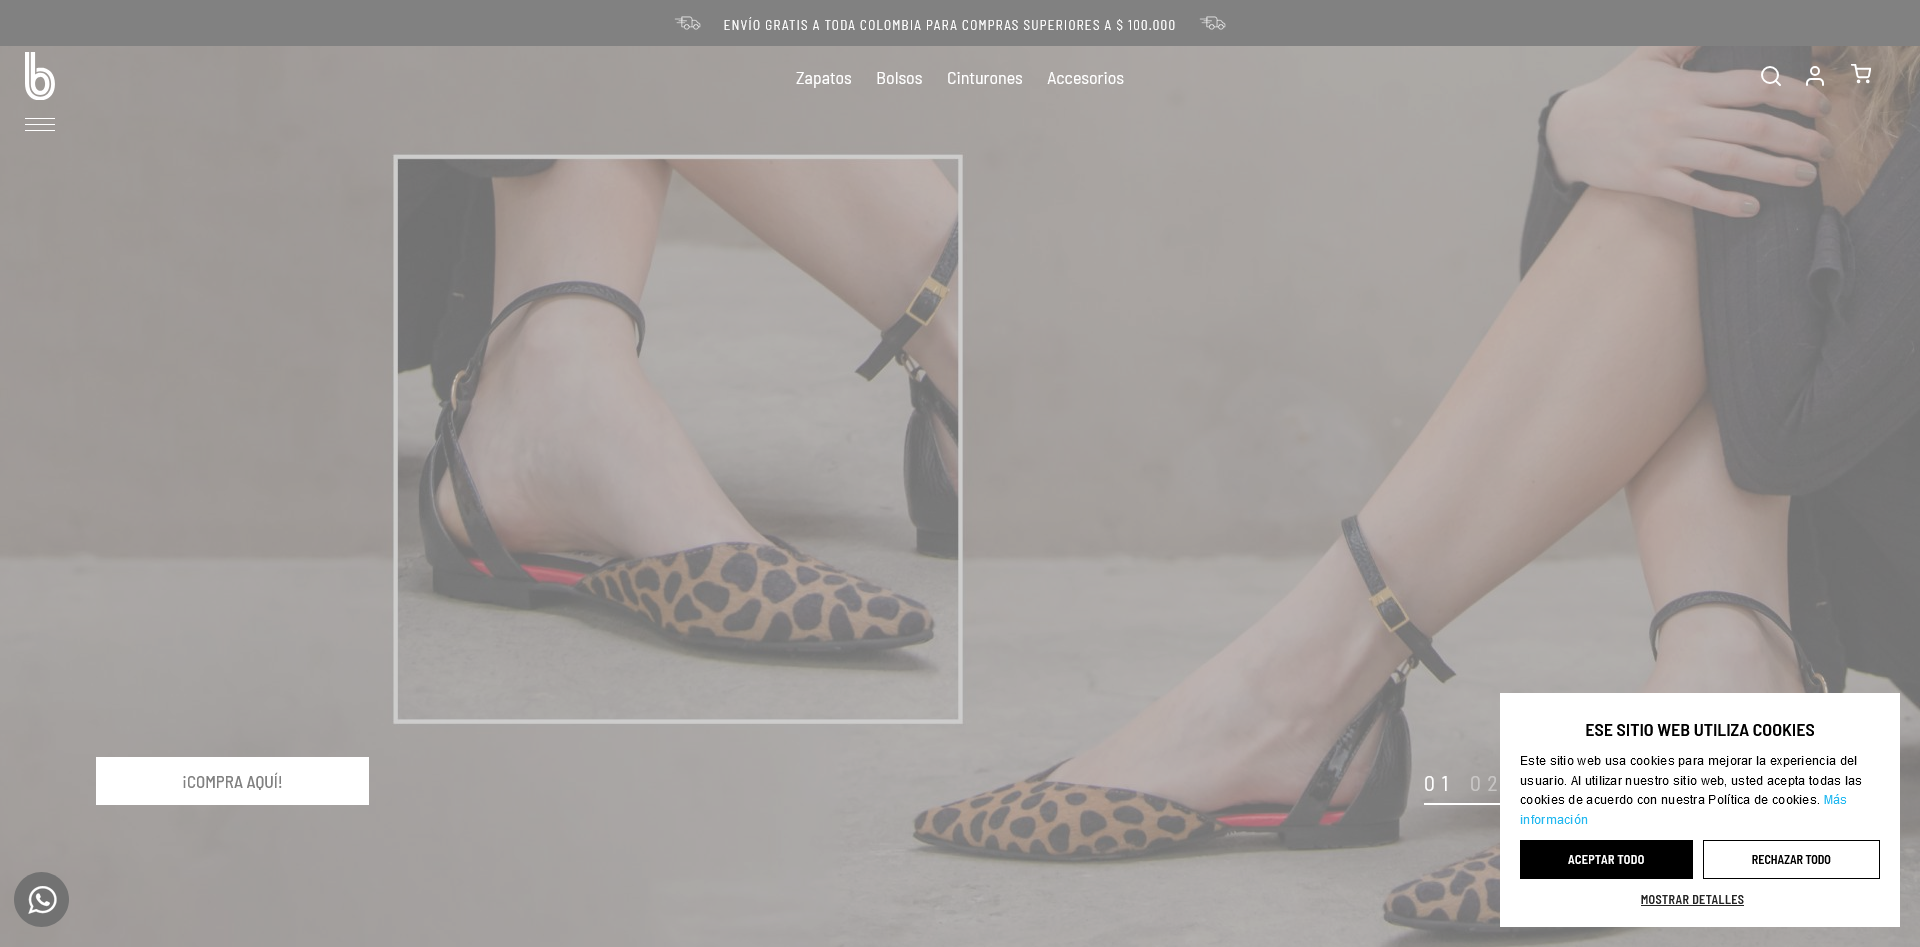 ENVÍO GRATIS A TODA COLOMBIA PARA COMPRAS SUPERIORES A $ 100.000
b
Zapatos Bolsos Cinturones Accesorios
¡COMPRA AQUÍ!
01 02
ESE SITIO WEB UTILIZA COOKIES
Este sitio web usa cookies para mejorar la experiencia del
usuario. Al utilizar nuestro sitio web, usted acepta todas las
cookies de acuerdo con nuestra Política de cookies. Más
información
ACEPTAR TODO RECHAZAR TODO
MOSTRAR DETALLES